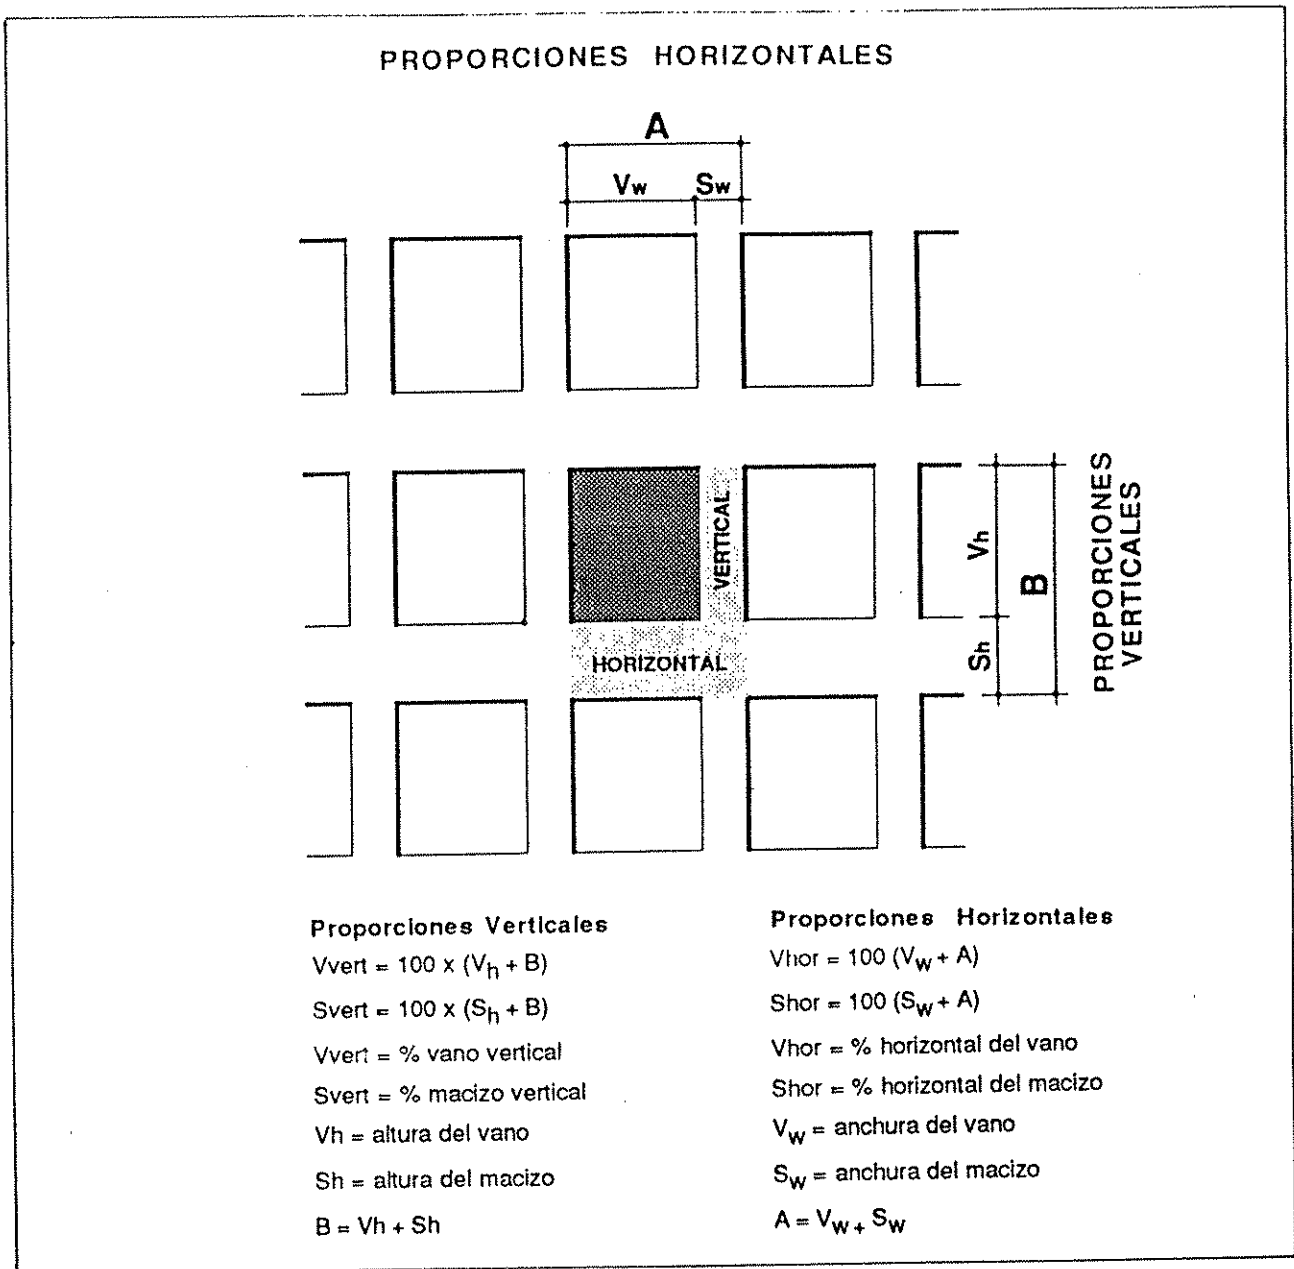 PROPORCIONES HORIZONTALES
A
Vw Sw
VERTICAL
HORIZONTAL
Vh
Sh
B
PROPORCIONES
VERTICALES
Proporciones Verticales
Vvert = 100 x (Vh + B)
Svert = 100 x (Sh + B)
Vvert = % vano vertical
Svert = % macizo vertical
Vh = altura del vano
Sh = altura del macizo
B = Vh + Sh
Proporciones Horizontales
Vhor = 100 (Vw + A)
Shor = 100 (Sw + A)
Vhor = % horizontal del vano
Shor = % horizontal del macizo
Vw = anchura del vano
Sw = anchura del macizo
A = Vw + Sw